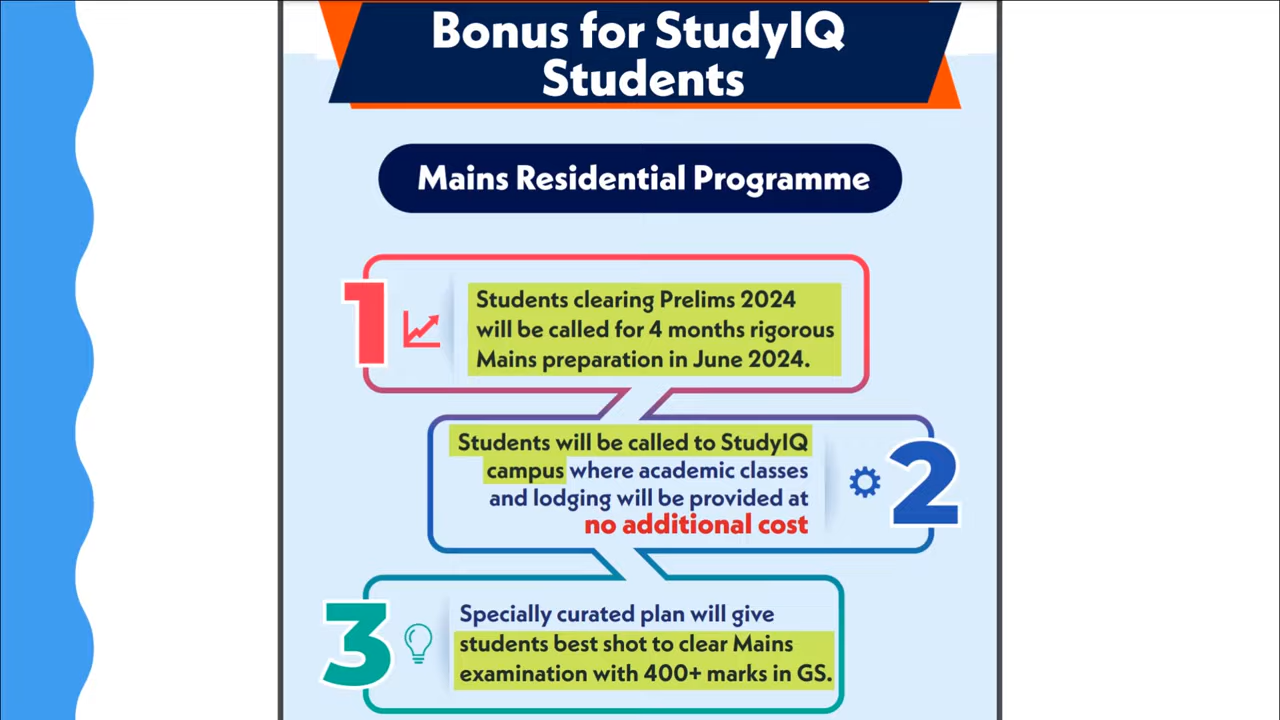 Bonus for StudyIQ
Students
Mains Residential Programme
1
Students clearing Prelims 2024
will be called for 4 months rigorous
Mains preparation in June 2024.
Students will be called to StudyIQ
campus where academic classes
and lodging will be provided at
no additional cost
2
3
Specially curated plan will give
students best shot to clear Mains
examination with 400+ marks in GS.